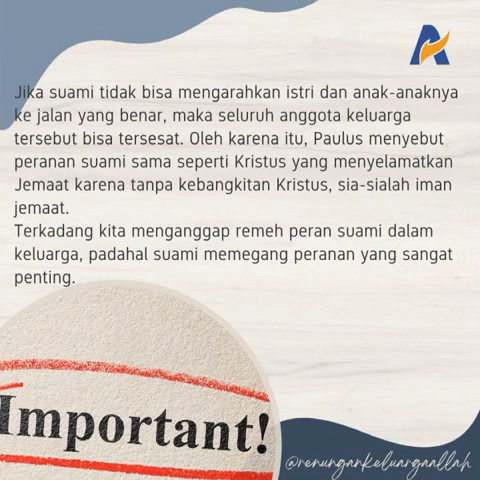 Jika suami tidak bisa mengarahkan istri dan anak-anaknya
ke jalan yang benar, maka seluruh anggota keluarga
tersebut bisa tersesat. Oleh karena itu, Paulus menyebut
peranan suami sama seperti Kristus yang menyelamatkan
Jemaat karena tanpa kebangkitan Kristus, sia-sialah iman
jemaat.
Terkadang kita menganggap remeh peran suami dalam
keluarga, padahal suami memegang peranan yang sangat
penting.
Important!
@renungankeluargaallah